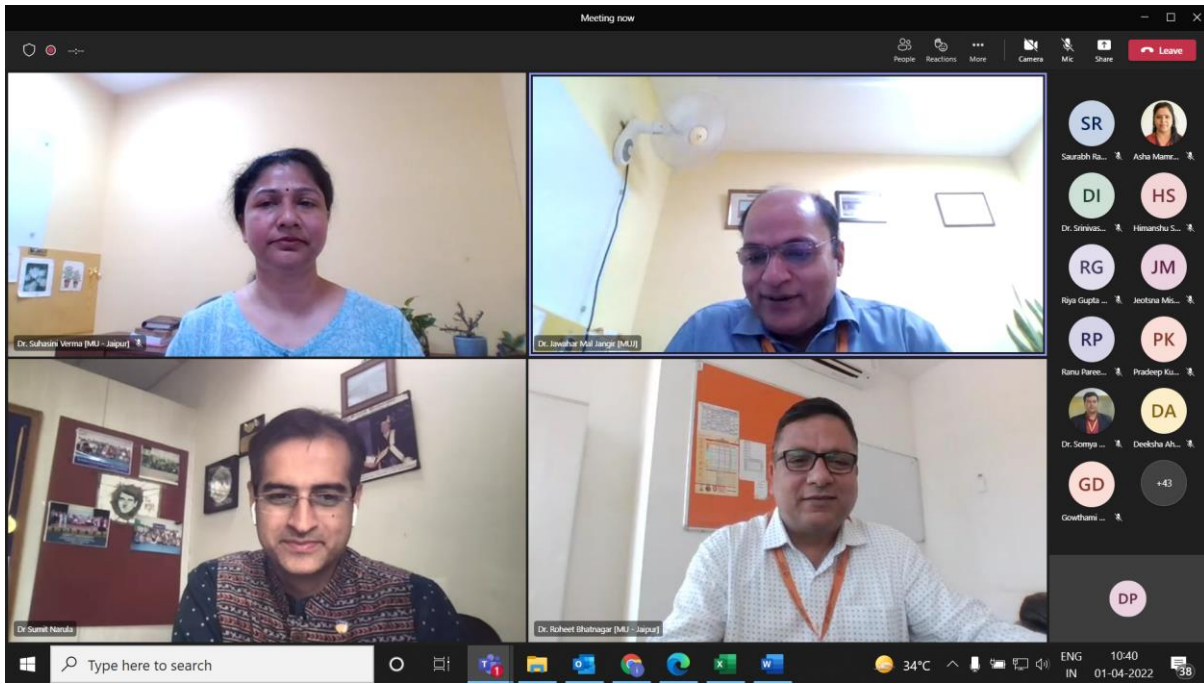 Meeting now
--:--
People
Reactions
More
Camera
Mic
Share
Leave
Dr. Suhasini Verma [MU - Jaipur]
Dr. Jawahar Mal Jangir [MUJ]
Dr Sumit Narula
Dr. Roheet Bhatnagar [MU - Jaipur]
SR
Saurabh Ra...
Asha Mamr...
DI
Dr. Srinivas...
HS
Himanshu S...
RG
Riya Gupta ...
JM
Jeotsna Mis...
RP
Ranu Paree...
PK
Pradeep Ku...
Dr. Somya ...
DA
Deeksha Ah...
GD
Gowthami ...
+43
DP
Type here to search
1
34°C
ENG
IN
10:40
01-04-2022
38